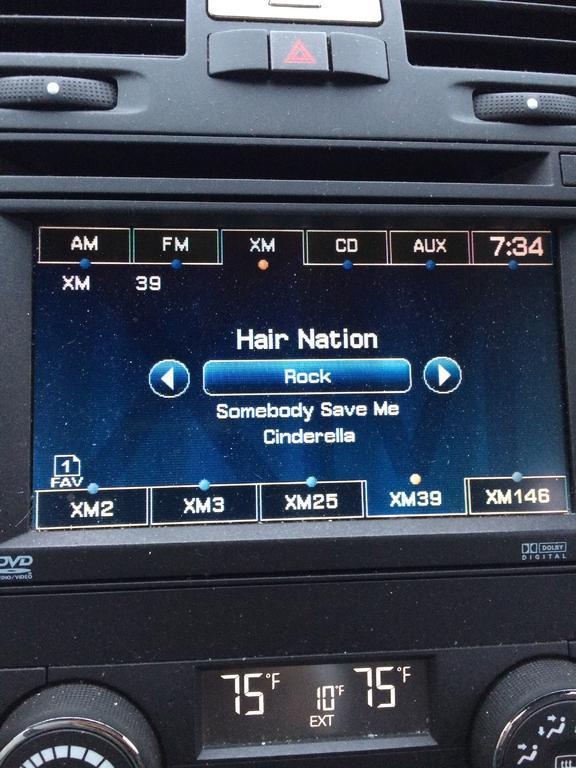 AM FM XM CD AUX 7:34
XM 39
Hair Nation
Rock
Somebody Save Me
Cinderella
1
FAV
XM2 XM3 XM25 XM39 XM146
DVD
AUDIO/VIDEO
DOLBY
DIGITAL
75°F 10°F 75°F
EXT